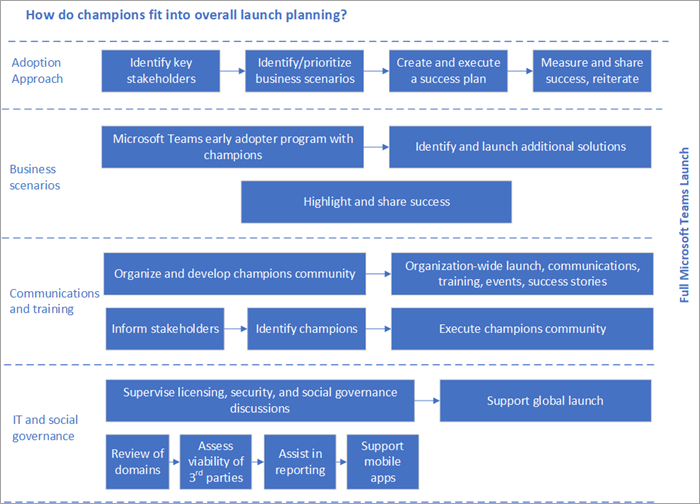 How do champions fit into overall launch planning?
Adoption
Approach
Identify key
stakeholders
Identify/prioritize
business scenarios
Create and execute
a success plan
Measure and share
success, reiterate
Business
scenarios
Microsoft Teams early adopter program with
champions
Identify and launch additional solutions
Highlight and share success
Communications
and training
Organize and develop champions community
Organization-wide launch, communications,
training, events, success stories
Inform stakeholders
Identify champions
Execute champions community
IT and social
governance
Supervise licensing, security, and social governance
discussions
Support global launch
Review of
domains
Assess
viability of
3rd parties
Assist in
reporting
Support
mobile
apps
Full Microsoft Teams Launch